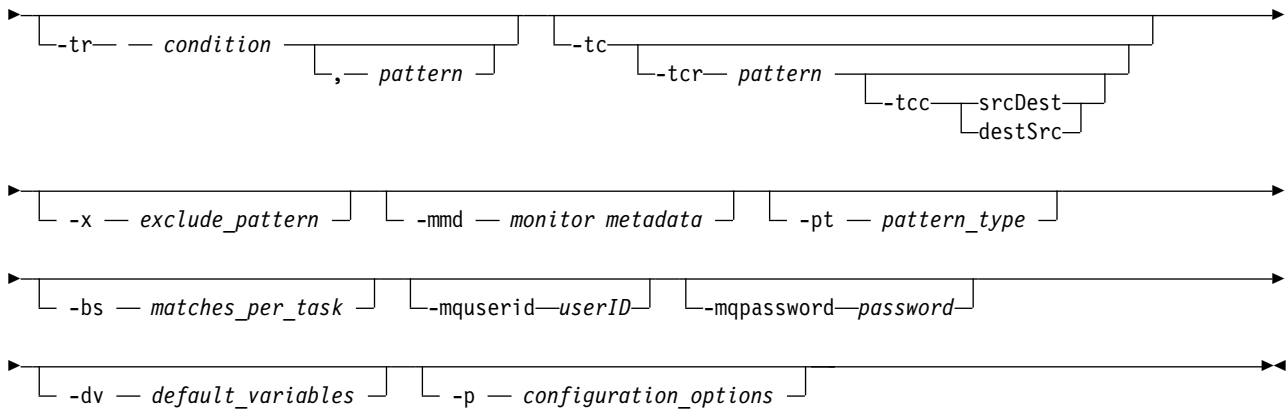 -tr — condition -tc
, — pattern -tcr — pattern
-tcc srcDest
destSrc
-x — exclude_pattern -mmd — monitor metadata -pt — pattern_type
-bs — matches_per_task -mquserid—userID -mqpassword—password
-dv — default_variables -p — configuration_options